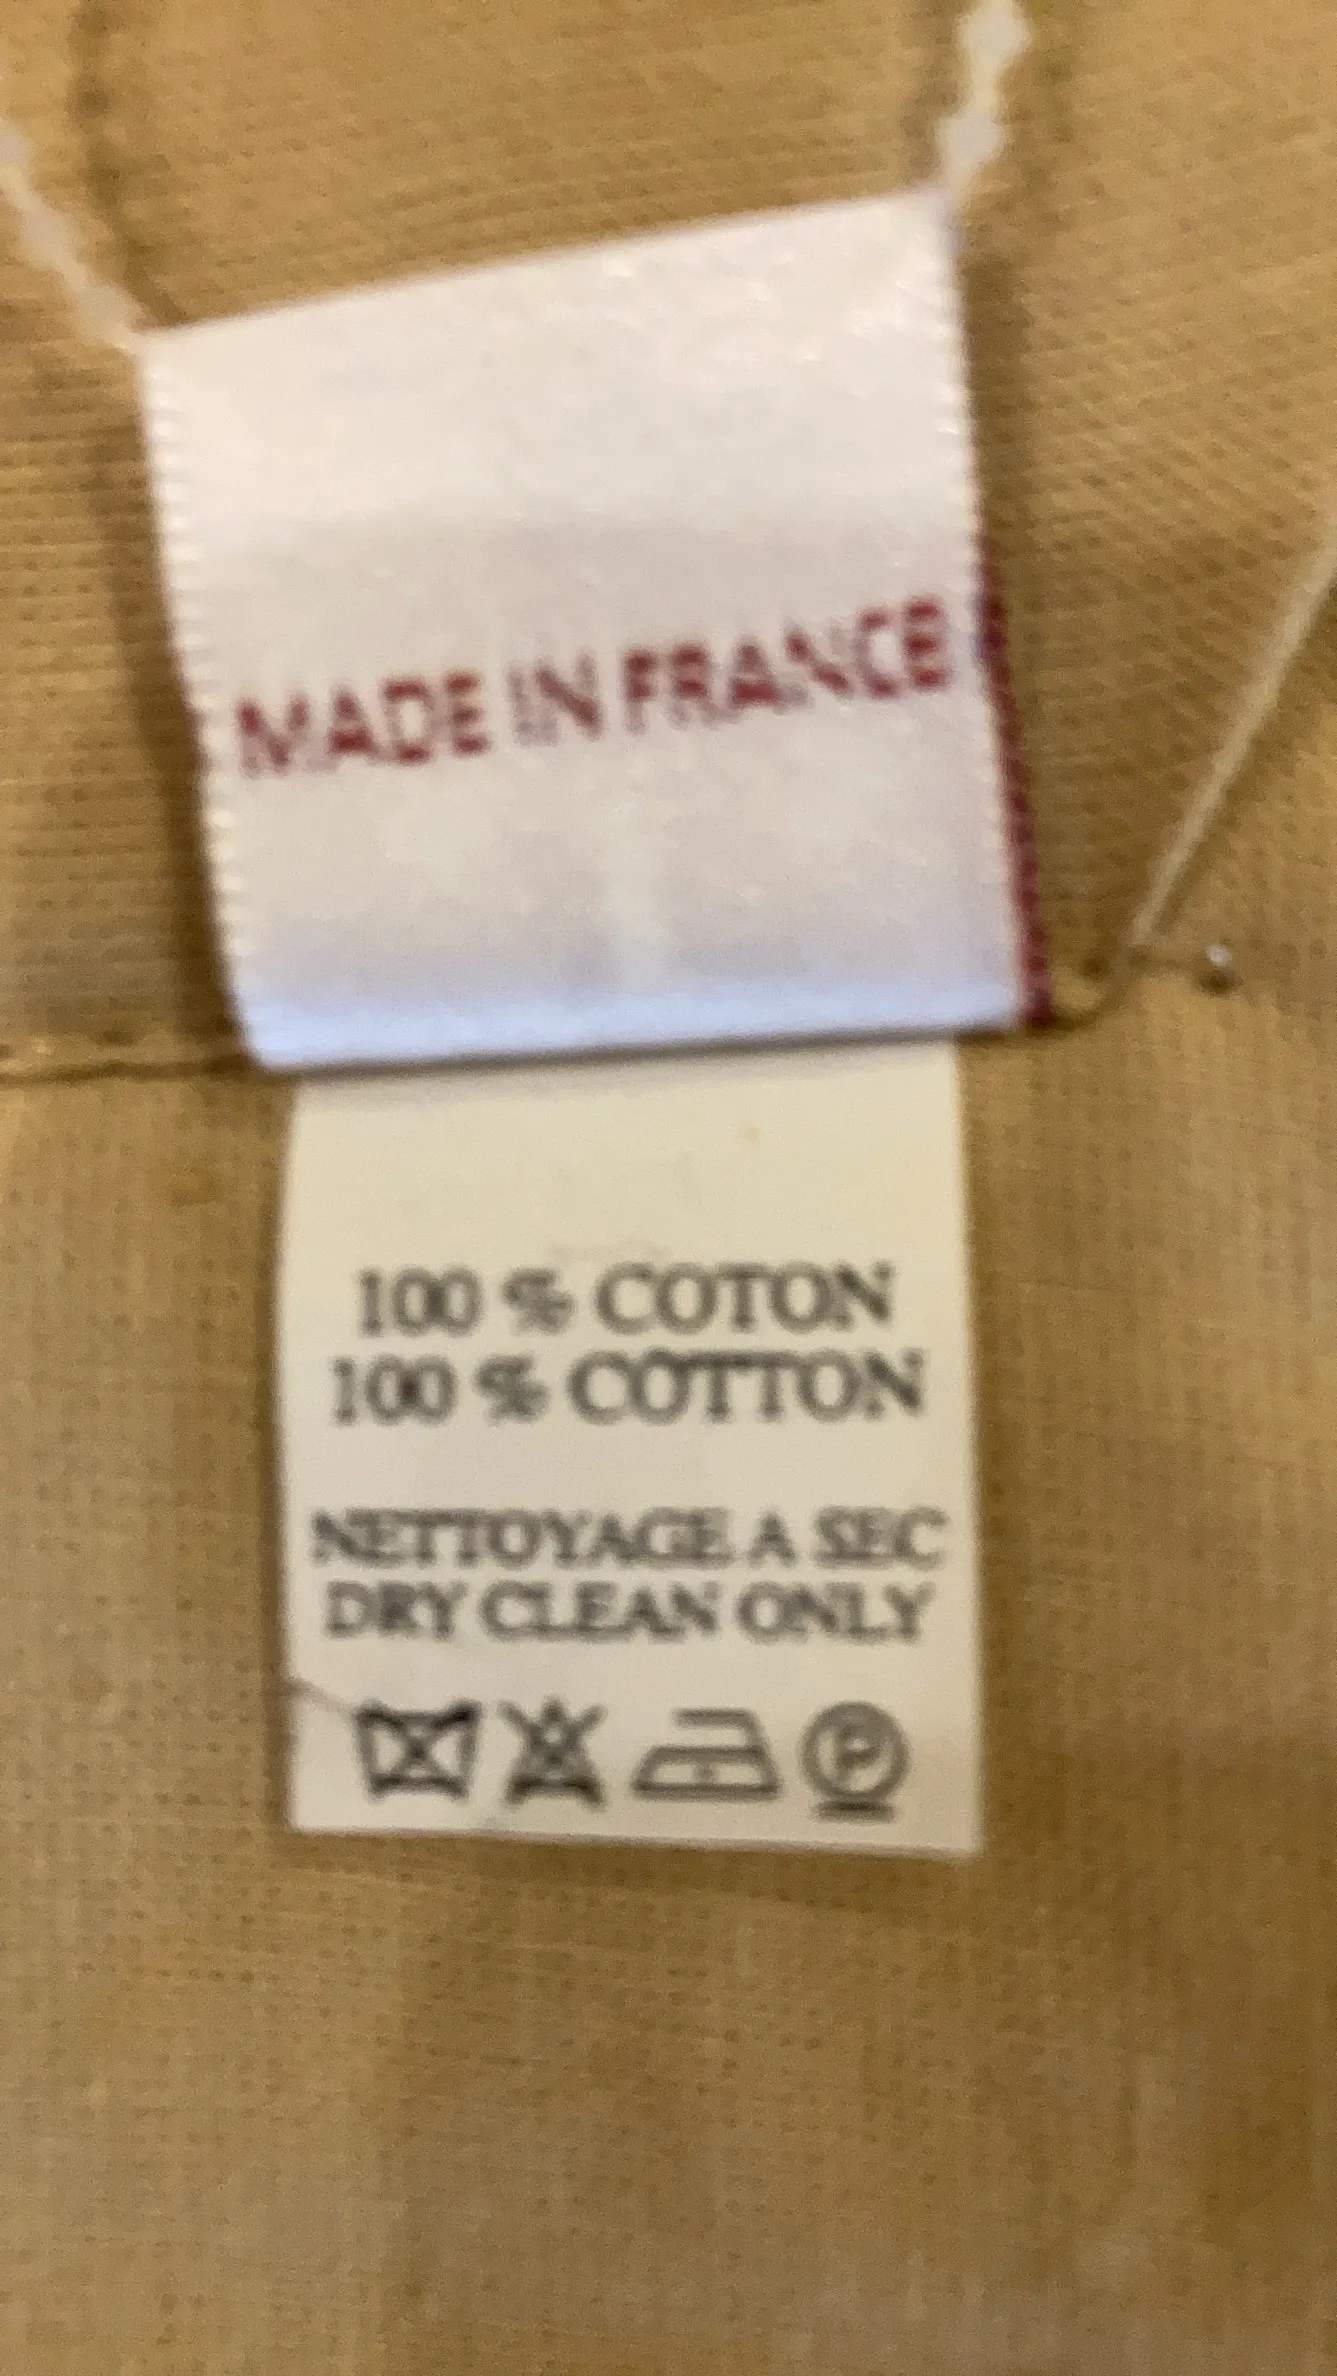 MADE IN FRANCE
100 % COTON
100 % COTTON
NETTOYAGE A SEC
DRY CLEAN ONLY
P